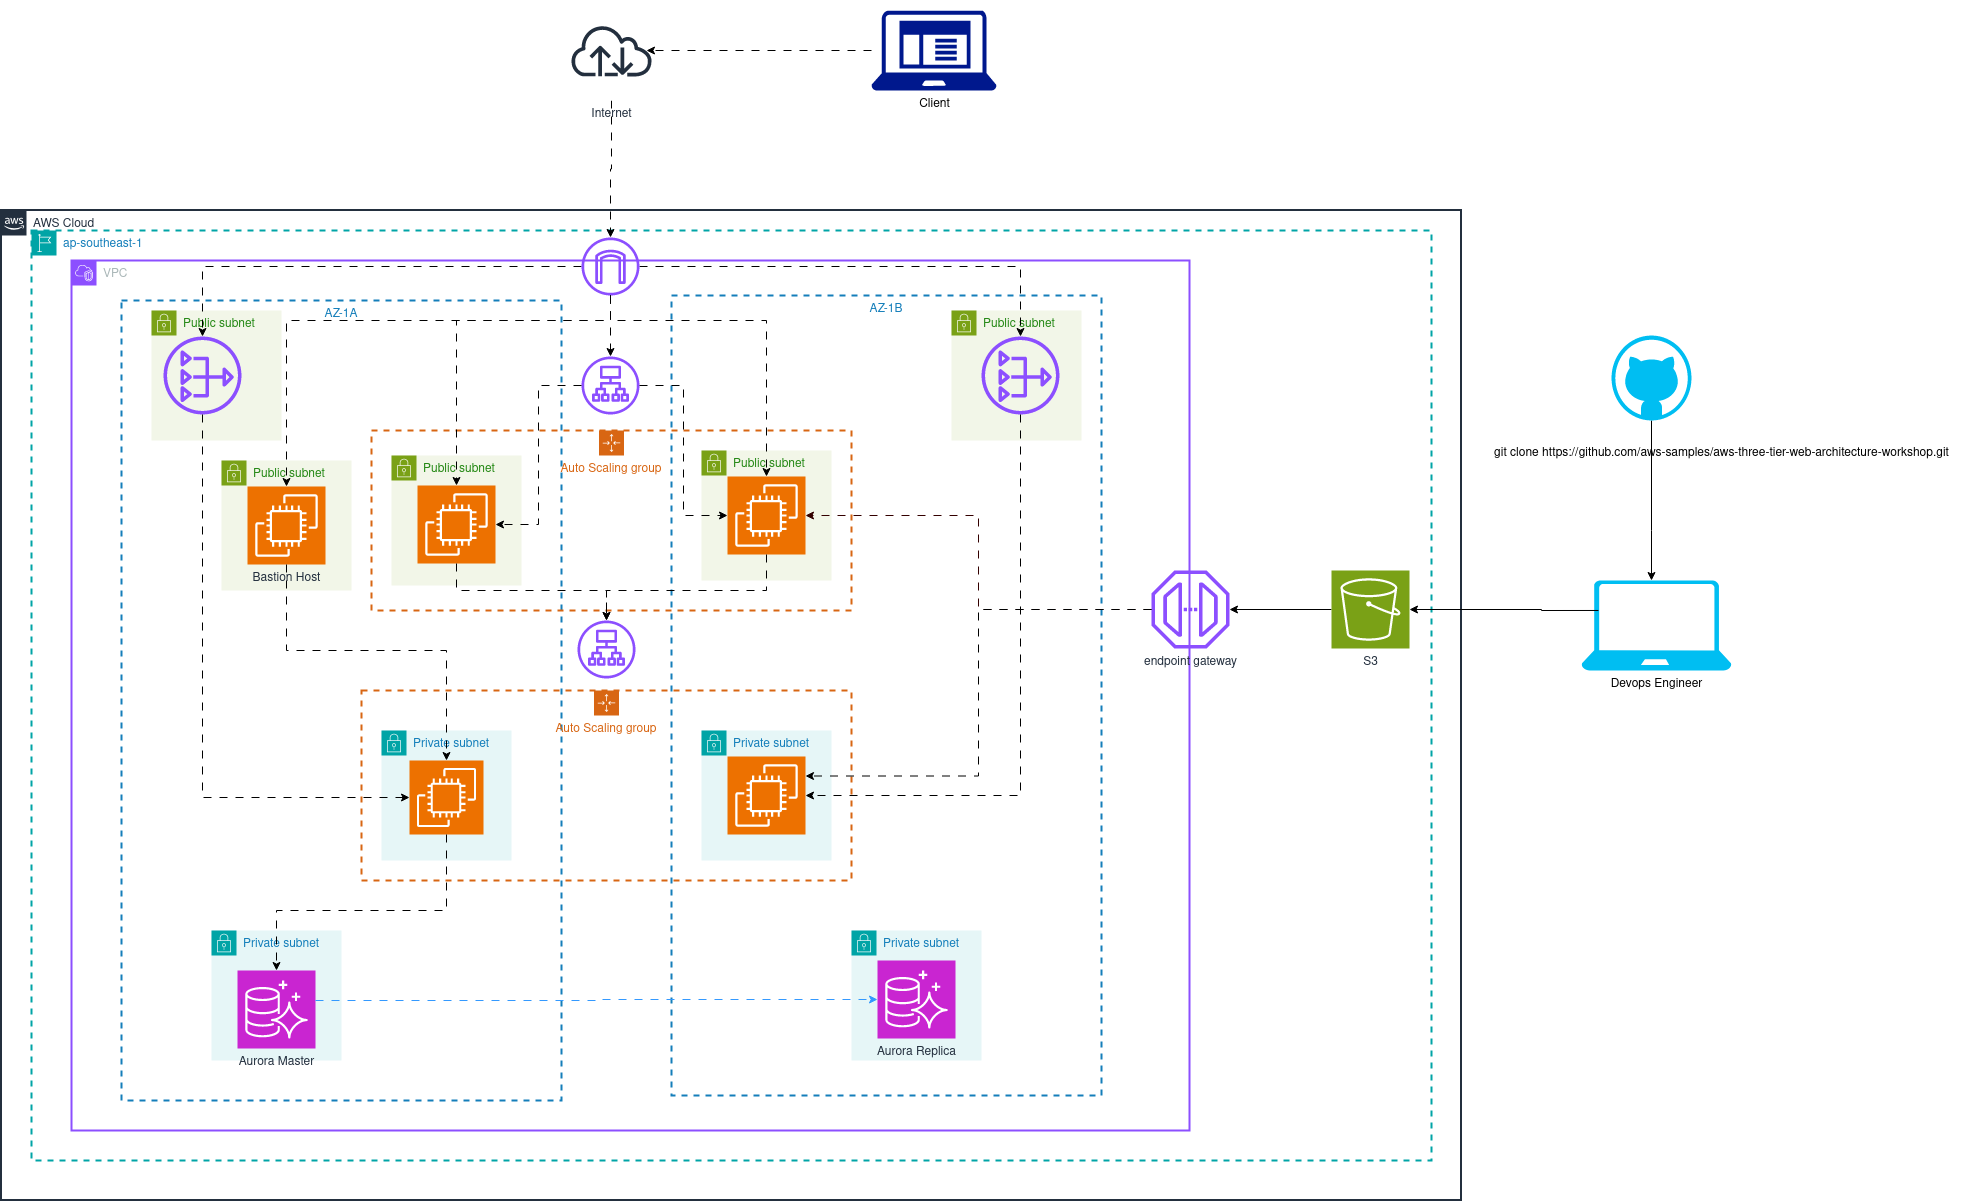 Internet
Client
aws
AWS Cloud
ap-southeast-1
VPC
AZ-1A
AZ-1B
Public subnet
Public subnet
Public subnet
Public subnet
Public subnet
Auto Scaling group
Bastion Host
git clone https://github.com/aws-samples/aws-three-tier-web-architecture-workshop.git
endpoint gateway
S3
Devops Engineer
Auto Scaling group
Private subnet
Private subnet
Private subnet
Private subnet
Aurora Master
Aurora Replica